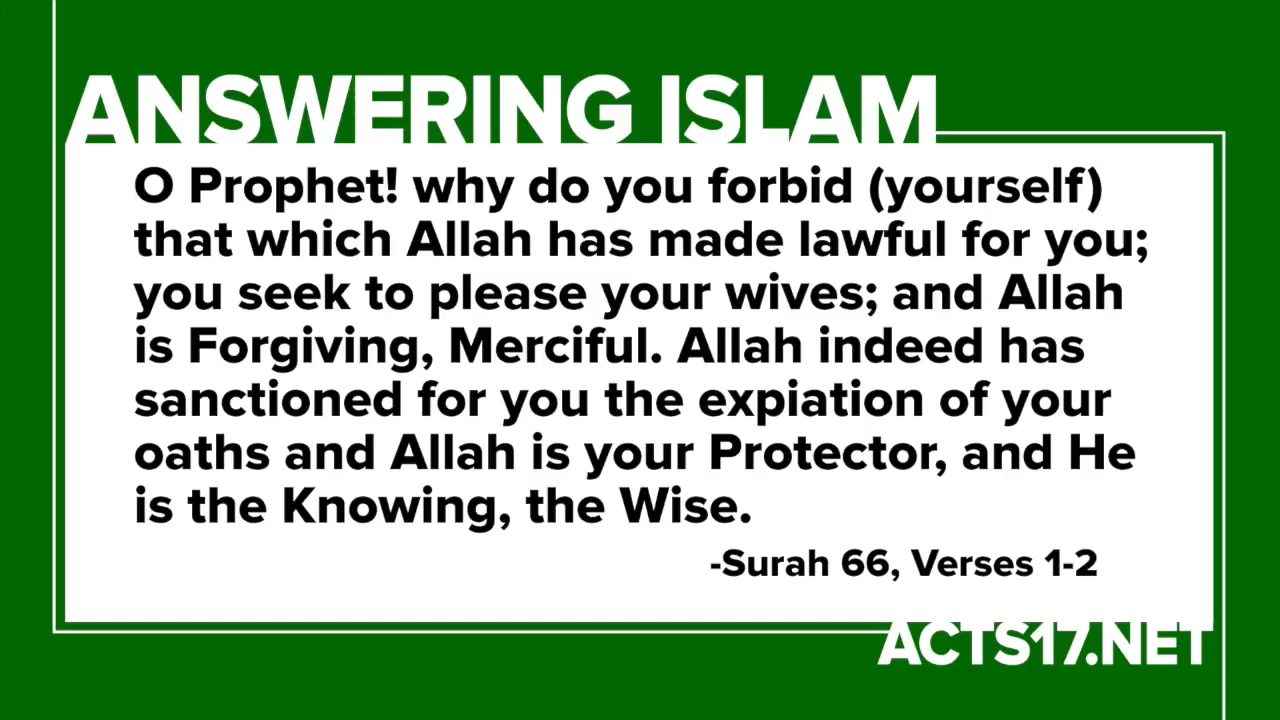 ANSWERING ISLAM
O Prophet! why do you forbid (yourself)
that which Allah has made lawful for you;
you seek to please your wives; and Allah
is Forgiving, Merciful. Allah indeed has
sanctioned for you the expiation of your
oaths and Allah is your Protector, and He
is the Knowing, the Wise.
-Surah 66, Verses 1-2
ACTS17.NET